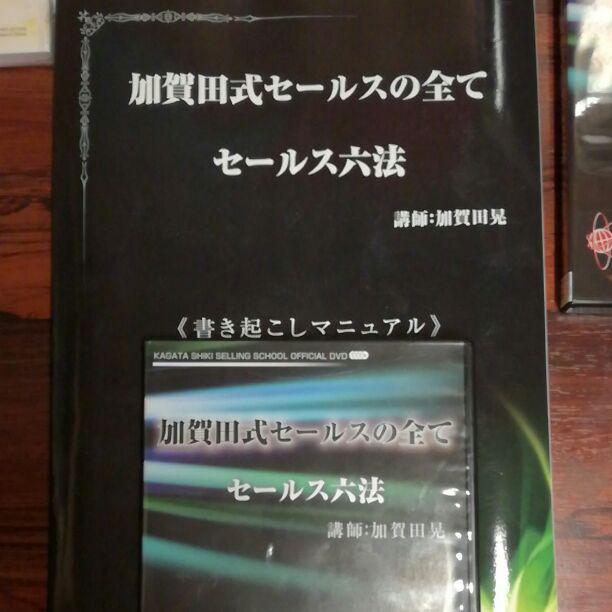 加賀田式セールスの全て
セールス六法
講師:加賀田晃
《書き起こしマニュアル》
KAGATA SHIKI SELLING SCHOOL OFFICIAL DVD
加賀田式セールスの全て
セールス六法
講師:加賀田晃